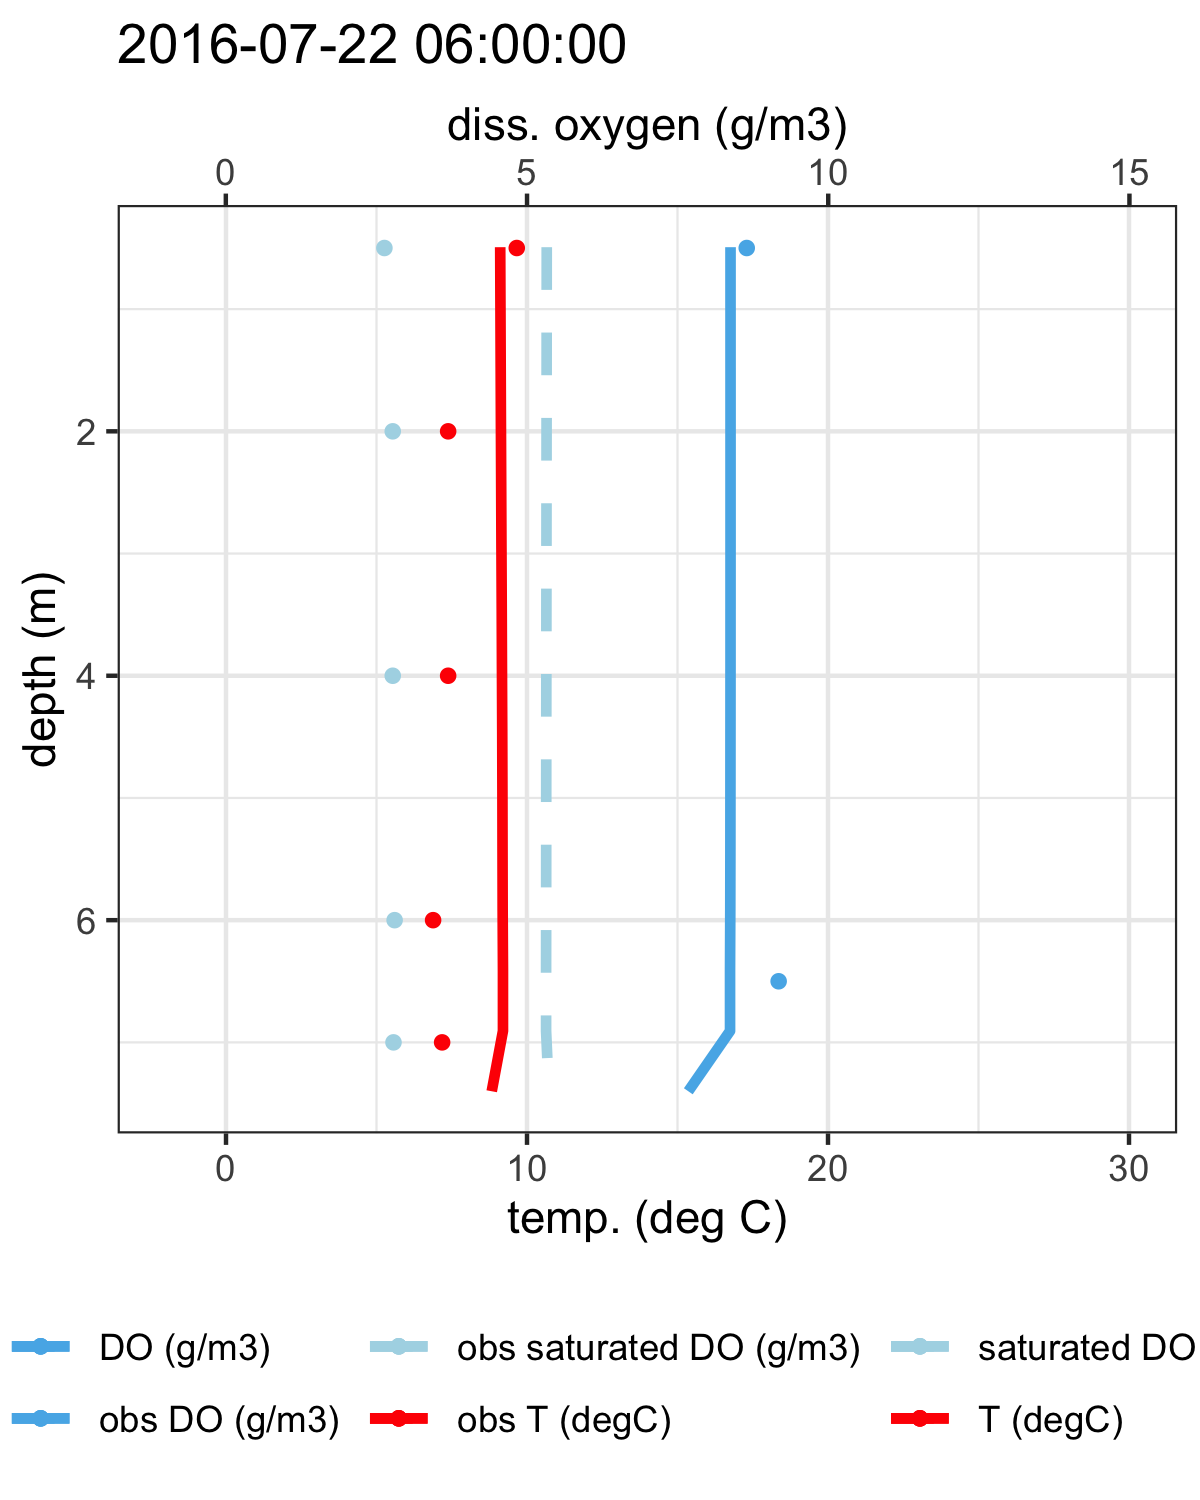 2016-07-22 06:00:00
diss. oxygen (g/m3)
0 5 10 15
2
4
6
depth (m)
0 10 20 30
temp. (deg C)
DO (g/m3) obs saturated DO (g/m3) saturated DO
obs DO (g/m3) obs T (degC) T (degC)